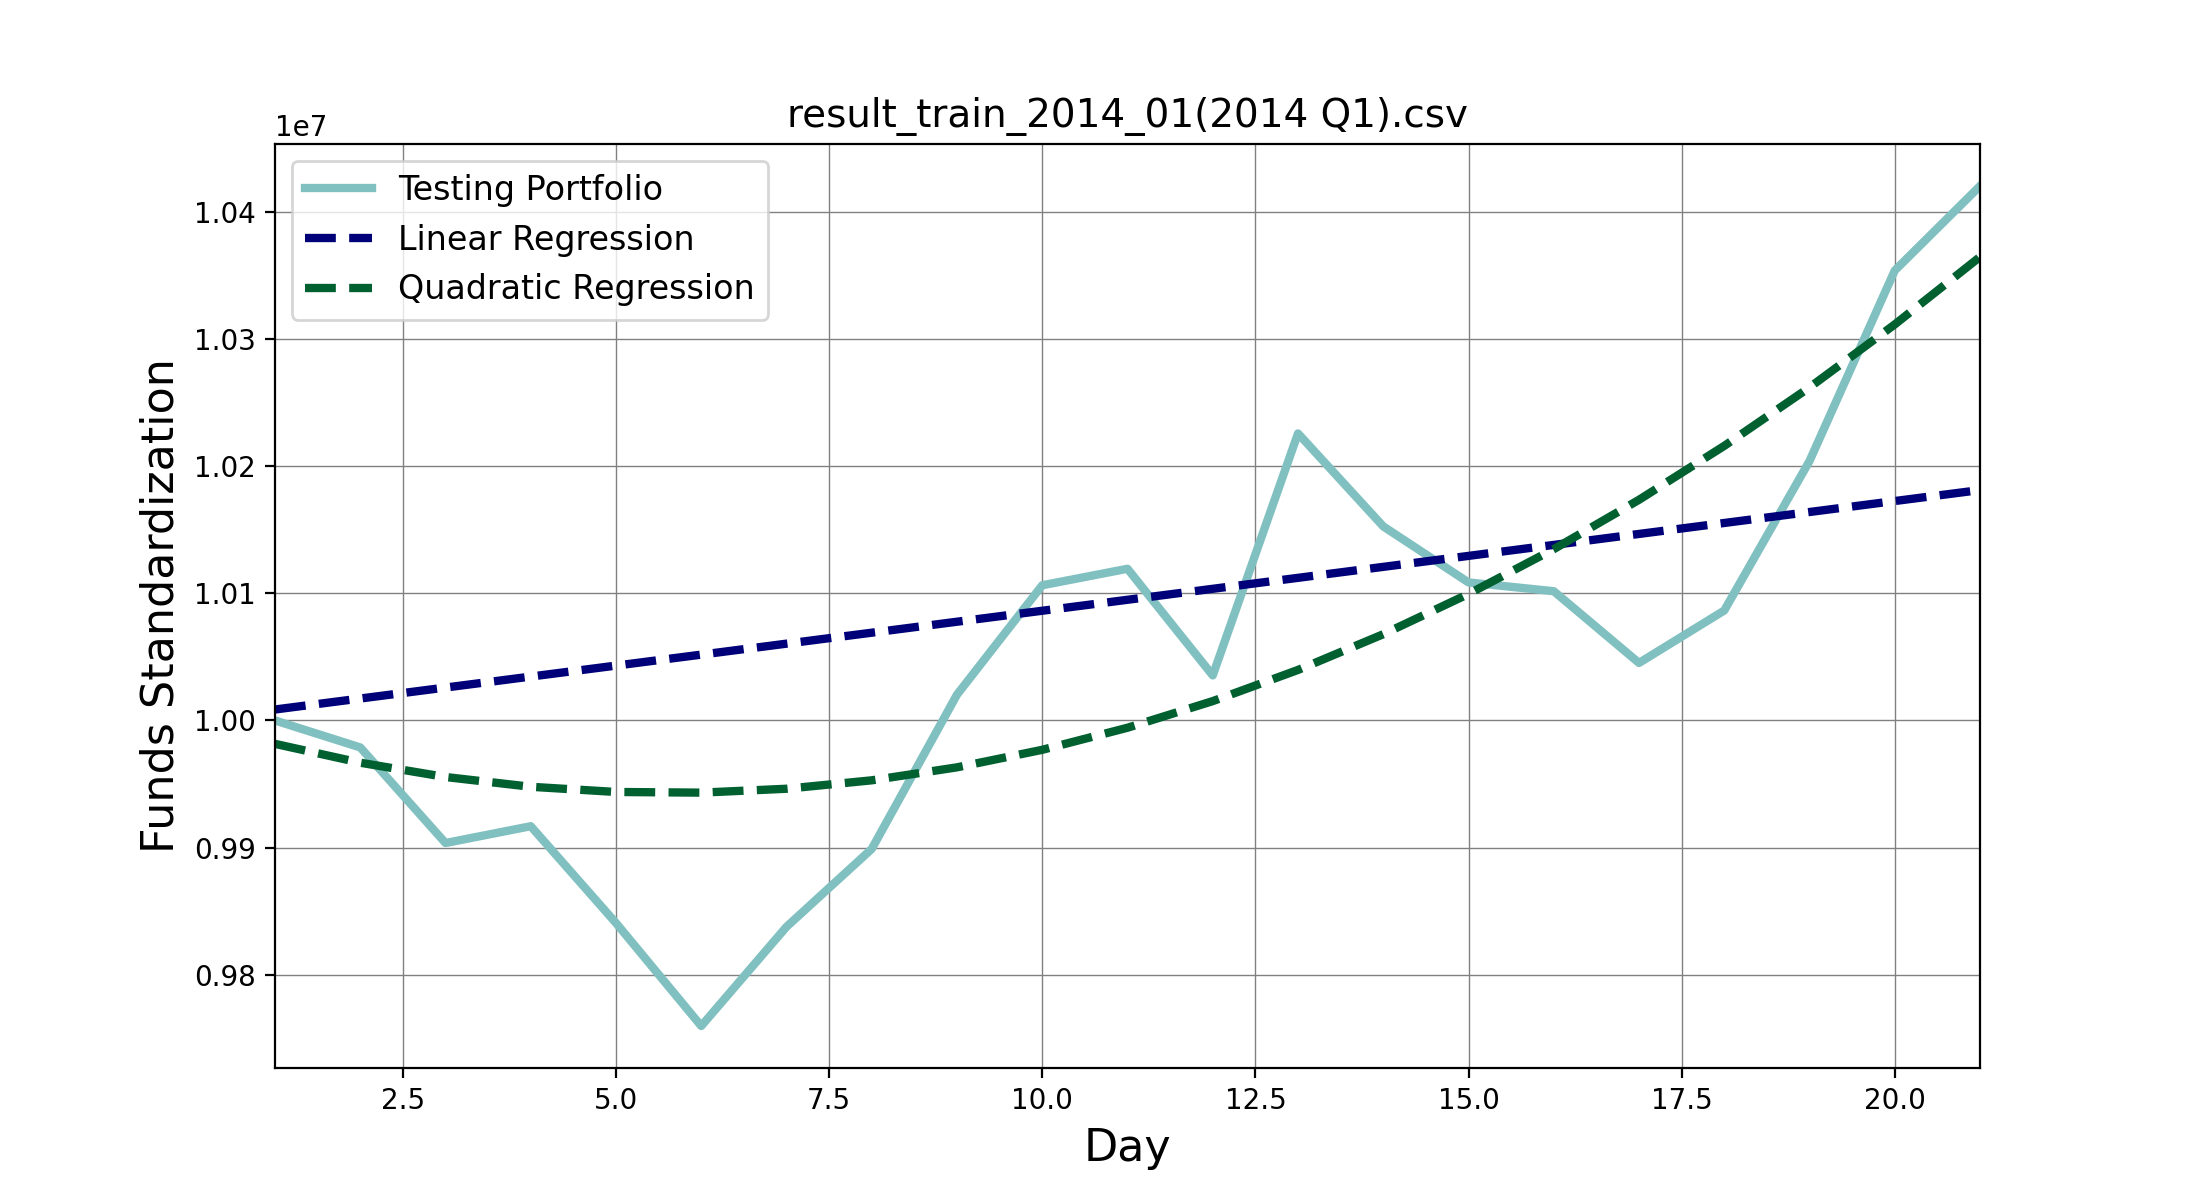 result_train_2014_01(2014 Q1).csv
1e7
Testing Portfolio
Linear Regression
Quadratic Regression
1.04
1.03
1.02
1.01
1.00
0.99
0.98
Funds Standardization
2.5 5.0 7.5 10.0 12.5 15.0 17.5 20.0
Day